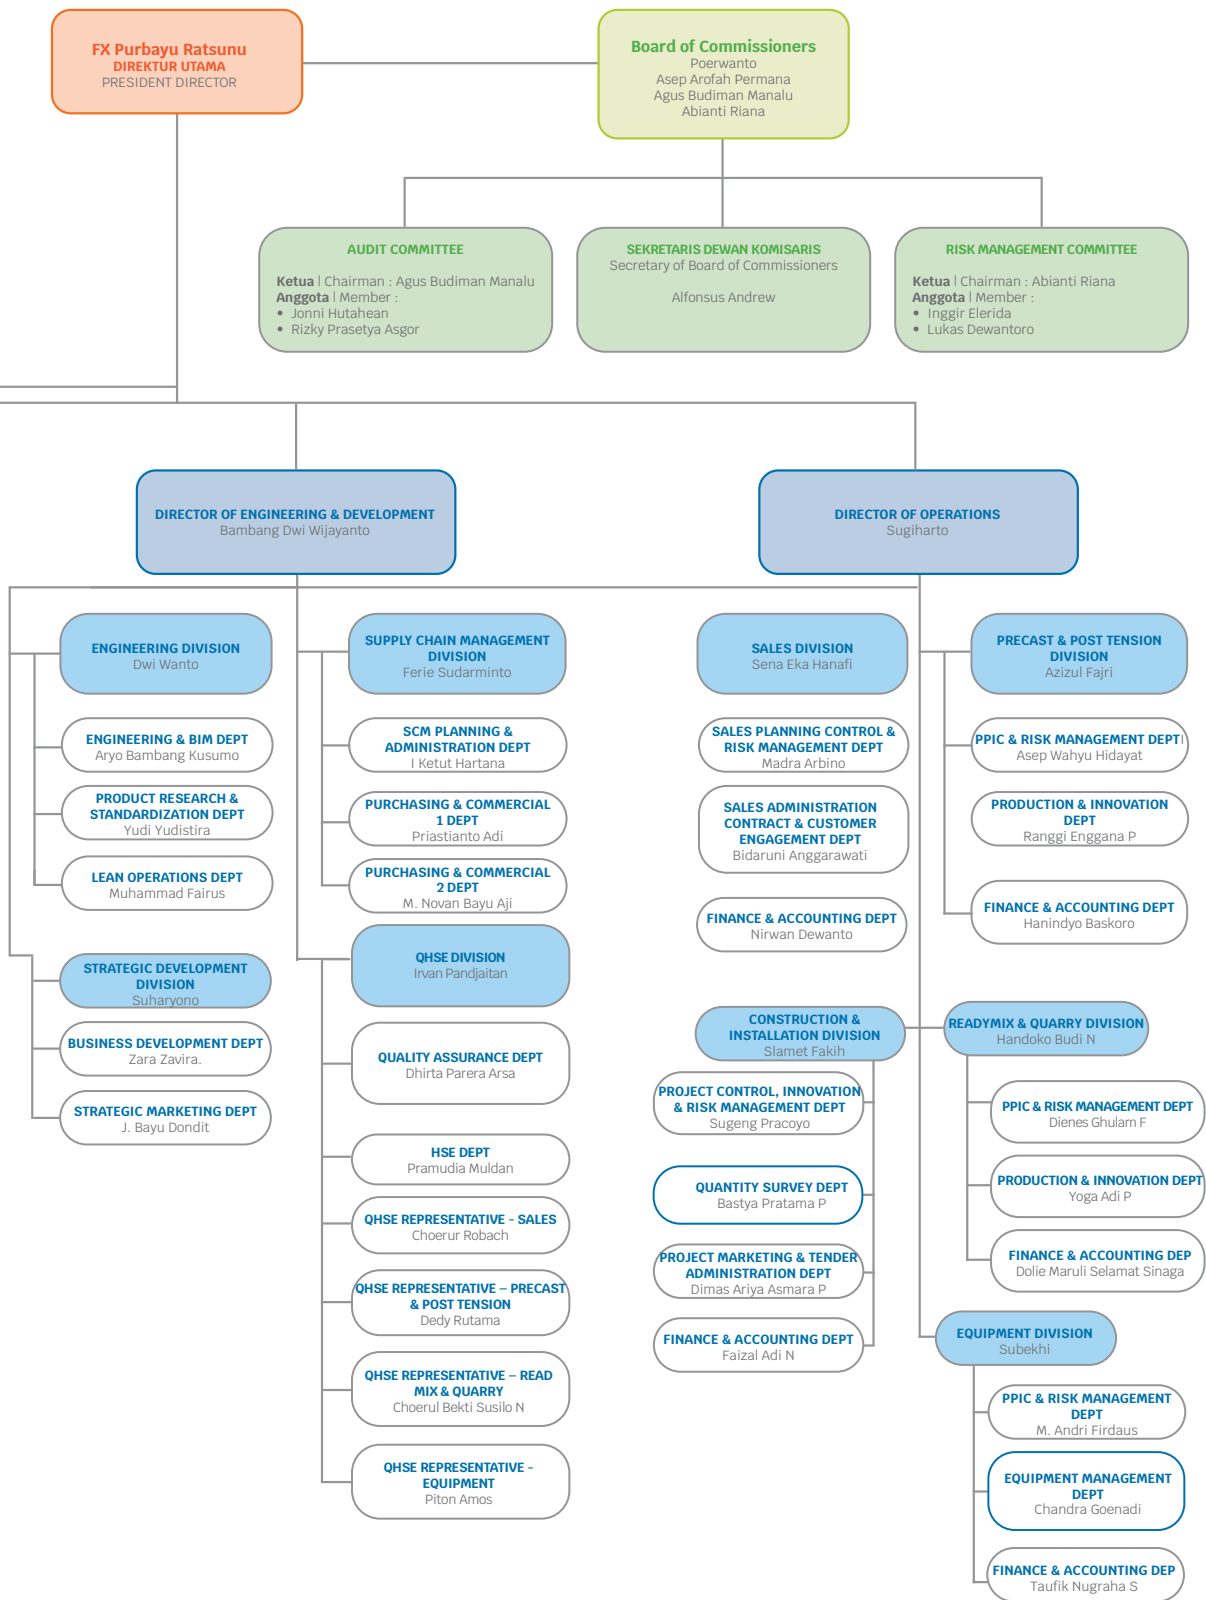 FX Purbayu Ratsunu
DIREKTUR UTAMA
PRESIDENT DIRECTOR
Board of Commissioners
Poerwanto
Asep Arofah Permana
Agus Budiman Manalu
Abianti Riana
AUDIT COMMITTEE
Ketua | Chairman : Agus Budiman Manalu
Anggota | Member :
• Jonni Hutahean
• Rizky Prasetya Asgor
SEKRETARIS DEWAN KOMISARIS
Secretary of Board of Commissioners
Alfonsus Andrew
RISK MANAGEMENT COMMITTEE
Ketua | Chairman : Abianti Riana
Anggota | Member :
• Inggir Elerida
• Lukas Dewantoro
DIRECTOR OF ENGINEERING & DEVELOPMENT
Bambang Dwi Wijayanto
DIRECTOR OF OPERATIONS
Sugiharto
ENGINEERING DIVISION
Dwi Wanto
ENGINEERING & BIM DEPT
Aryo Bambang Kusumo
PRODUCT RESEARCH &
STANDARDIZATION DEPT
Yudi Yudistira
LEAN OPERATIONS DEPT
Muhammad Fairus
STRATEGIC DEVELOPMENT
DIVISION
Suharyono
BUSINESS DEVELOPMENT DEPT
Zara Zavira.
STRATEGIC MARKETING DEPT
J. Bayu Dondit
SUPPLY CHAIN MANAGEMENT
DIVISION
Ferie Sudarminto
SCM PLANNING &
ADMINISTRATION DEPT
I Ketut Hartana
PURCHASING & COMMERCIAL
1 DEPT
Priastianto Adi
PURCHASING & COMMERCIAL
2 DEPT
M. Novan Bayu Aji
QHSE DIVISION
Irvan Pandjaitan
QUALITY ASSURANCE DEPT
Dhirta Parera Arsa
HSE DEPT
Pramudia Muldan
QHSE REPRESENTATIVE - SALES
Choerur Robach
QHSE REPRESENTATIVE – PRECAST
& POST TENSION
Dedy Rutama
QHSE REPRESENTATIVE – READ
MIX & QUARRY
Choerul Bekti Susilo N
QHSE REPRESENTATIVE -
EQUIPMENT
Piton Amos
SALES DIVISION
Sena Eka Hanafi
SALES PLANNING CONTROL &
RISK MANAGEMENT DEPT
Madra Arbino
SALES ADMINISTRATION
CONTRACT & CUSTOMER
ENGAGEMENT DEPT
Bidaruni Anggarawati
FINANCE & ACCOUNTING DEPT
Nirwan Dewanto
CONSTRUCTION &
INSTALLATION DIVISION
Slamet Fakih
PROJECT CONTROL, INNOVATION
& RISK MANAGEMENT DEPT
Sugeng Pracoyo
QUANTITY SURVEY DEPT
Bastya Pratama P
PROJECT MARKETING & TENDER
ADMINISTRATION DEPT
Dimas Ariya Asmara P
FINANCE & ACCOUNTING DEPT
Faizal Adi N
PRECAST & POST TENSION
DIVISION
Azizul Fajri
PPIC & RISK MANAGEMENT DEPT|
Asep Wahyu Hidayat
PRODUCTION & INNOVATION
DEPT
Ranggi Enggana P
FINANCE & ACCOUNTING DEPT
Hanindyo Baskoro
READYMIX & QUARRY DIVISION
Handoko Budi N
PPIC & RISK MANAGEMENT DEPT
Dienes Ghulam F
PRODUCTION & INNOVATION DEPT
Yoga Adi P
FINANCE & ACCOUNTING DEP
Dolie Maruli Selamat Sinaga
EQUIPMENT DIVISION
Subekhi
PPIC & RISK MANAGEMENT
DEPT
M. Andri Firdaus
EQUIPMENT MANAGEMENT
DEPT
Chandra Goenadi
FINANCE & ACCOUNTING DEP
Taufik Nugraha S